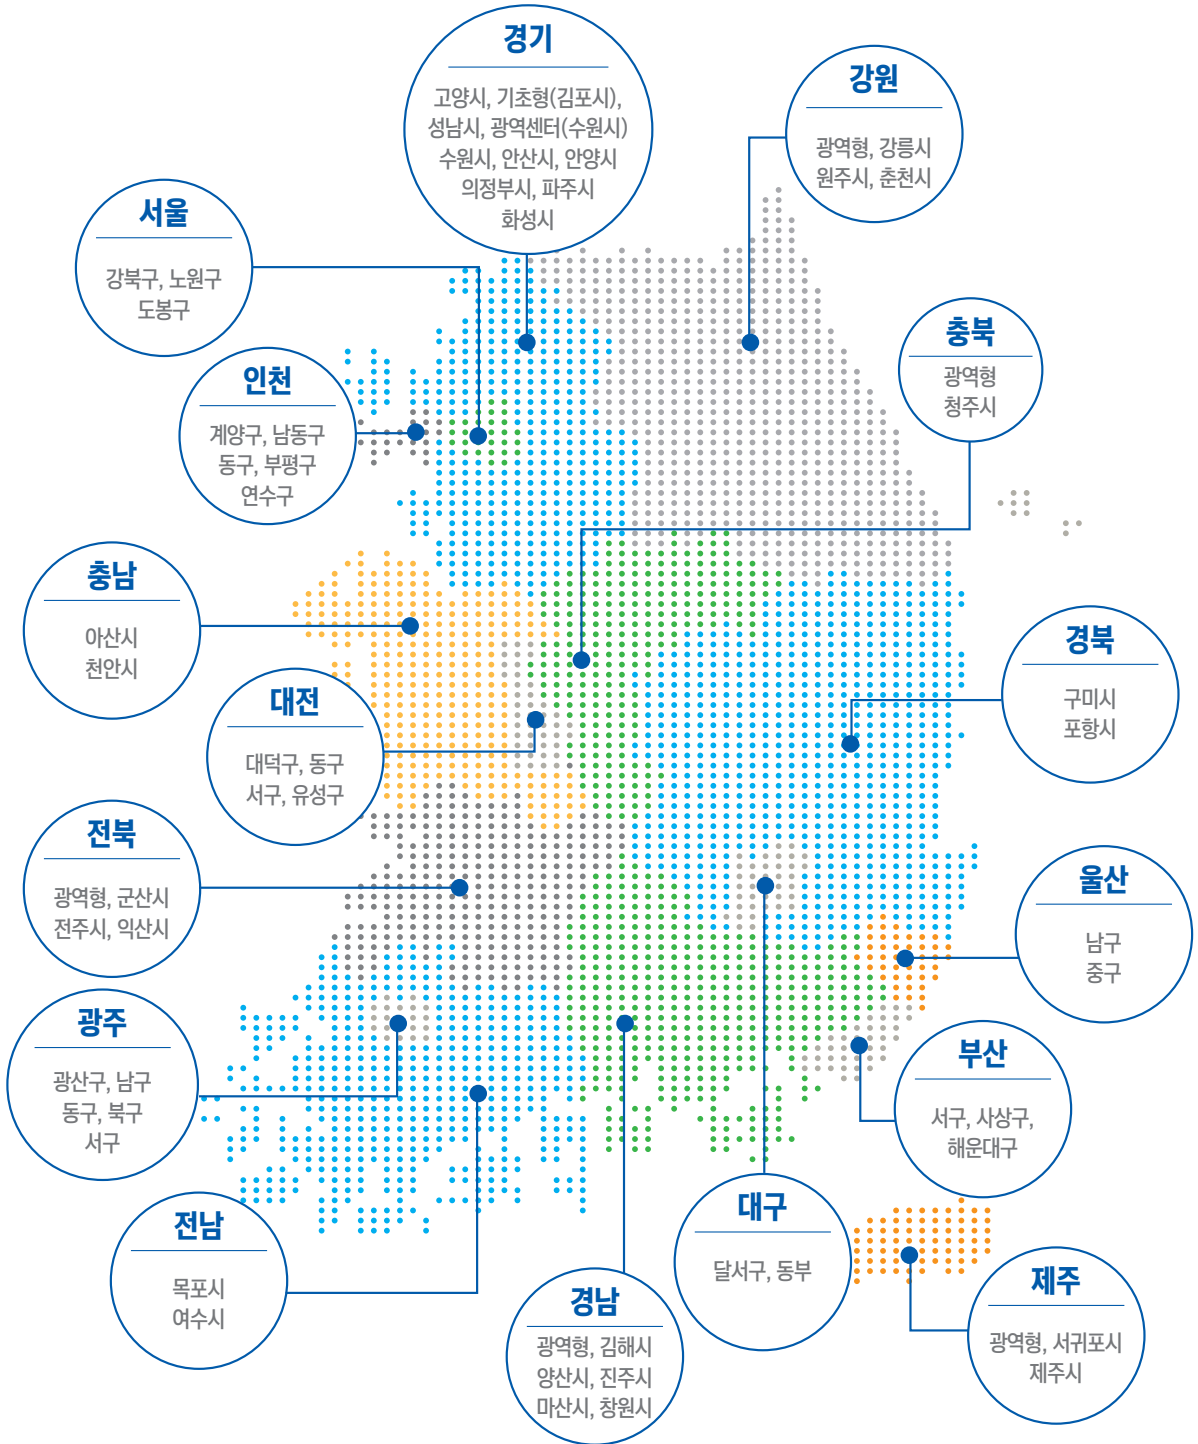 경기
고양시, 기초형(김포시),
성남시, 광역센터(수원시)
수원시, 안산시, 안양시
의정부시, 파주시
화성시
강원
광역형, 강릉시
원주시, 춘천시
서울
강북구, 노원구
도봉구
충북
광역형
청주시
인천
계양구, 남동구
동구, 부평구
연수구
충남
아산시
천안시
경북
구미시
포항시
대전
대덕구, 동구
서구, 유성구
전북
광역형, 군산시
전주시, 익산시
울산
남구
중구
광주
광산구, 남구
동구, 북구
서구
부산
서구, 사상구,
해운대구
전남
목포시
여수시
대구
달서구, 동부
경남
광역형, 김해시
양산시, 진주시
마산시, 창원시
제주
광역형, 서귀포시
제주시